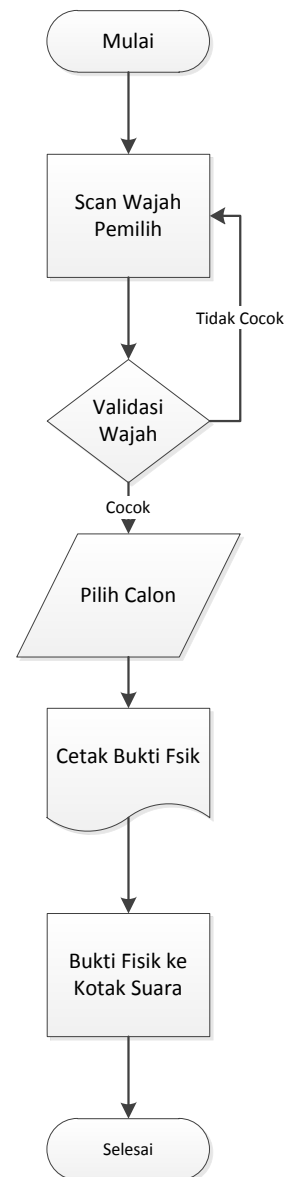 Mulai
Scan Wajah
Pemilih
Tidak Cocok
Validasi
Wajah
Cocok
Pilih Calon
Cetak Bukti Fsik
Bukti Fisik ke
Kotak Suara
Selesai